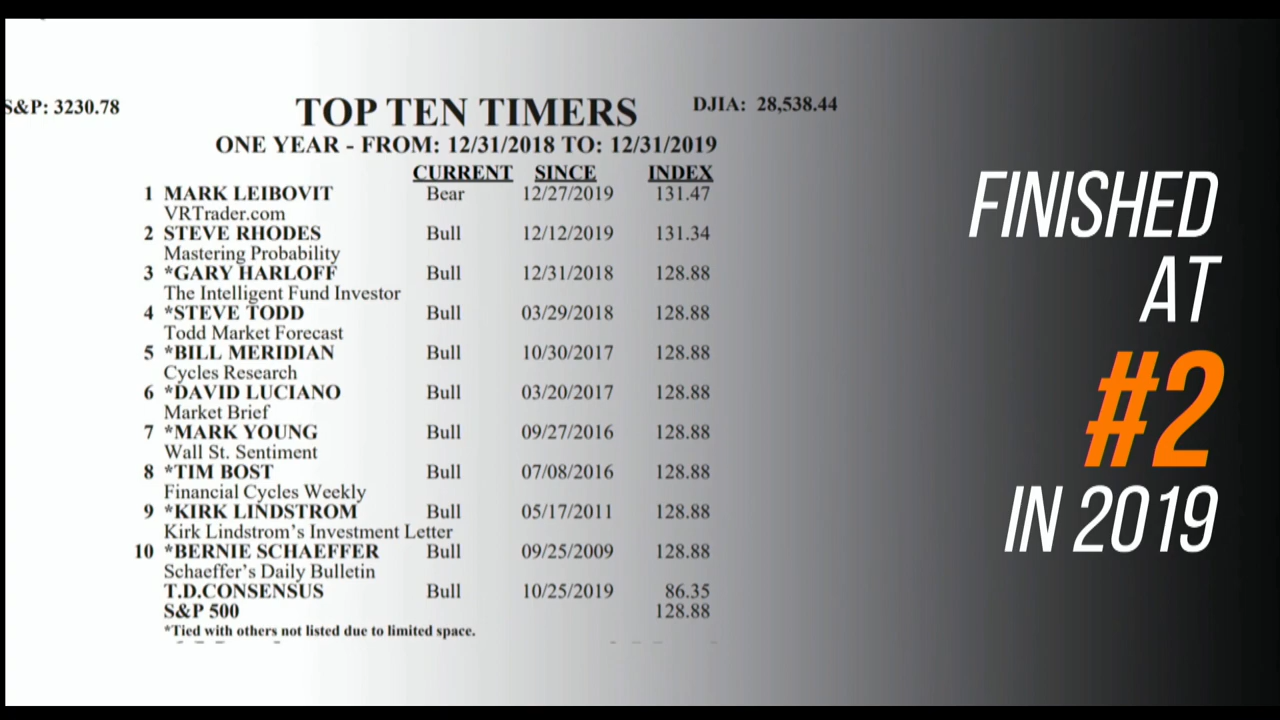 S&P: 3230.78
TOP TEN TIMERS
DJIA: 28,538.44
ONE YEAR - FROM: 12/31/2018 TO: 12/31/2019
CURRENT SINCE INDEX
1 MARK LEIBOVIT Bear 12/27/2019 131.47
VRTrader.com
2 STEVE RHODES Bull 12/12/2019 131.34
Mastering Probability
3 *GARY HARLOFF Bull 12/31/2018 128.88
The Intelligent Fund Investor
4 *STEVE TODD Bull 03/29/2018 128.88
Todd Market Forecast
5 *BILL MERIDIAN Bull 10/30/2017 128.88
Cycles Research
6 *DAVID LUCIANO Bull 03/20/2017 128.88
Market Brief
7 *MARK YOUNG Bull 09/27/2016 128.88
Wall St. Sentiment
8 *TIM BOST Bull 07/08/2016 128.88
Financial Cycles Weekly
9 *KIRK LINDSTROM Bull 05/17/2011 128.88
Kirk Lindstrom's Investment Letter
10 *BERNIE SCHAEFFER Bull 09/25/2009 128.88
Schaeffer's Daily Bulletin
T.D.CONSENSUS Bull 10/25/2019 86.35
S&P 500 128.88
*Tied with others not listed due to limited space.
FINISHED
AT
#2
IN 2019